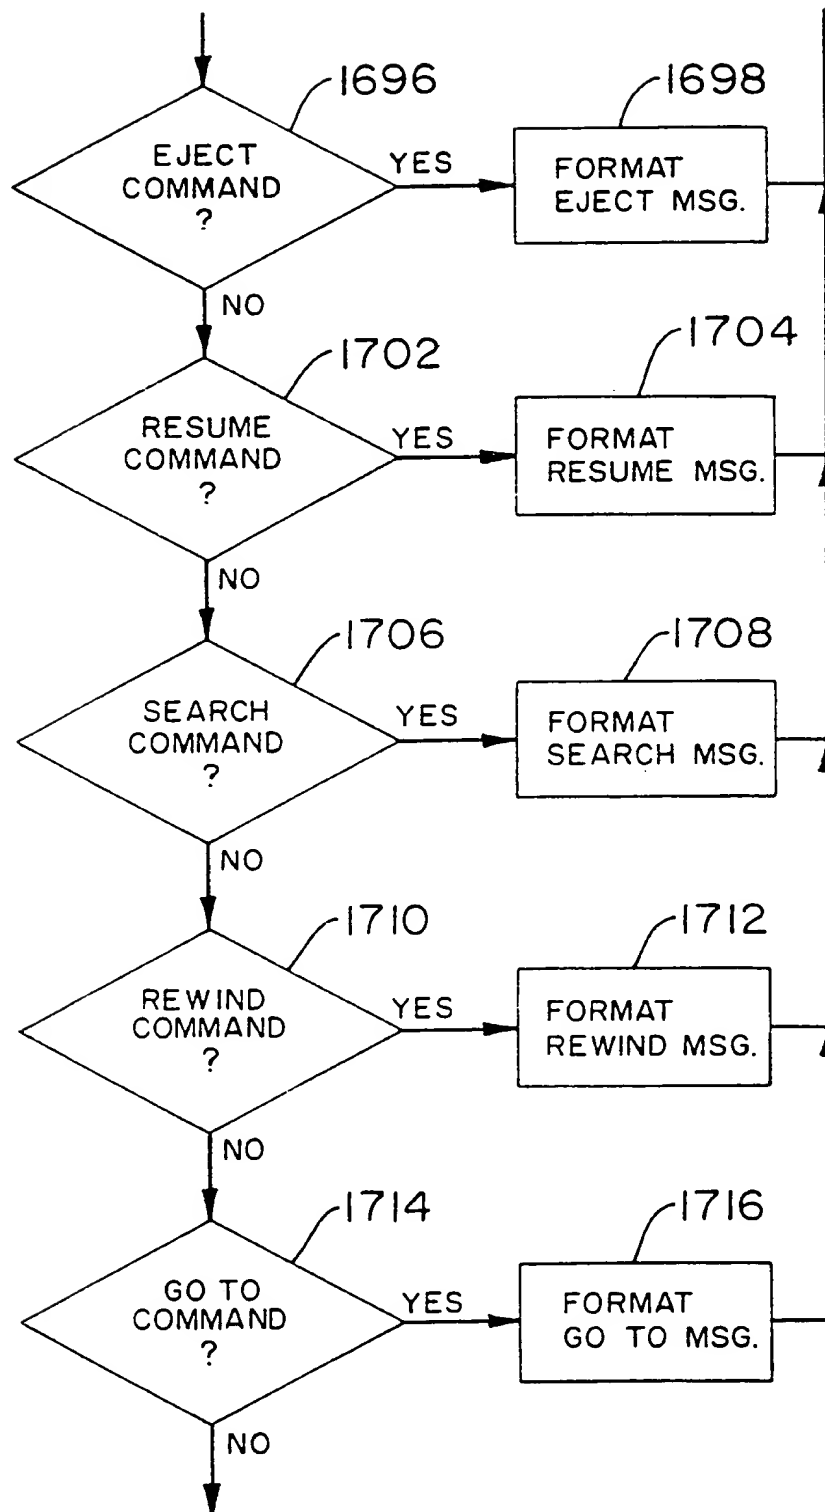 1696
EJECT
COMMAND
?
YES
1698
FORMAT
EJECT MSG.
NO
1702
RESUME
COMMAND
?
YES
1704
FORMAT
RESUME MSG.
NO
1706
SEARCH
COMMAND
?
YES
1708
FORMAT
SEARCH MSG.
NO
1710
REWIND
COMMAND
?
YES
1712
FORMAT
REWIND MSG.
NO
1714
GO TO
COMMAND
?
YES
1716
FORMAT
GO TO MSG.
NO